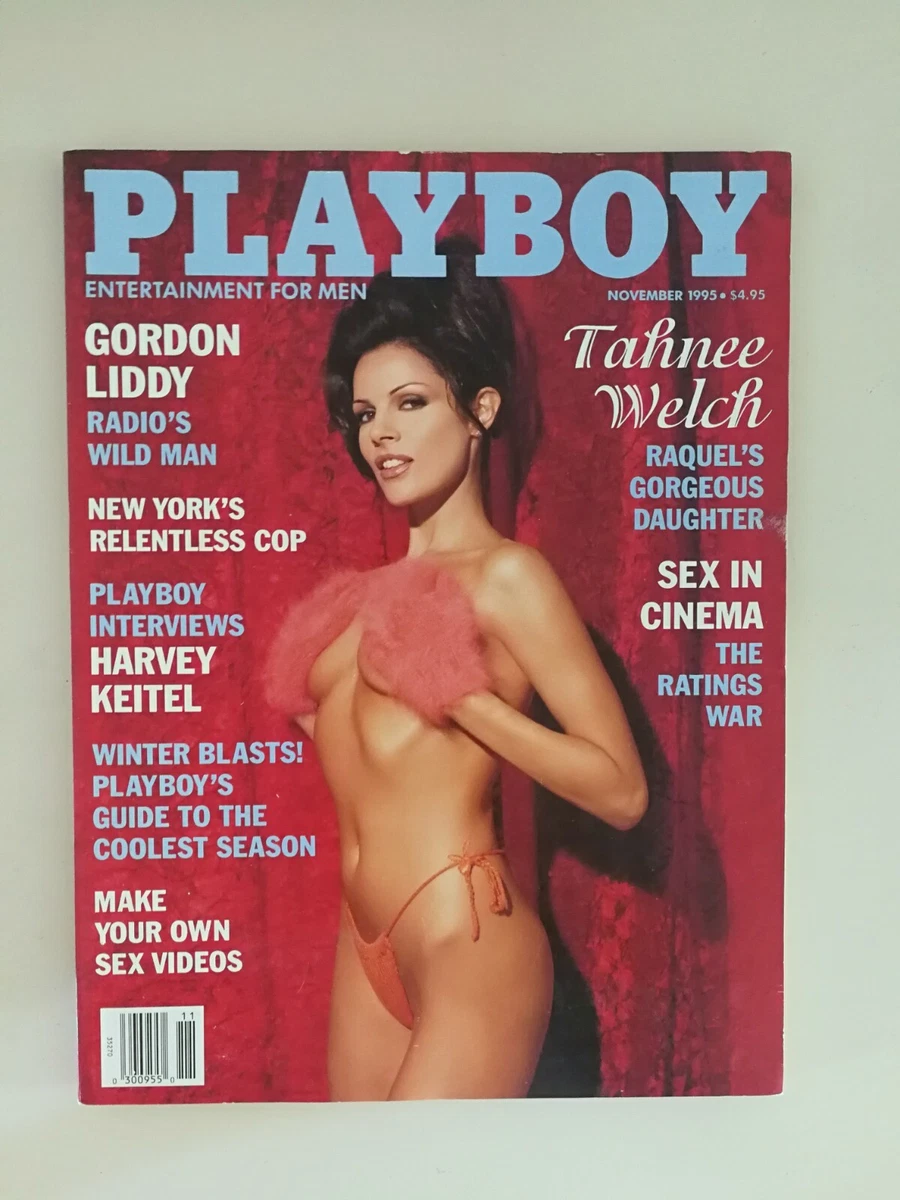 PLAYBOY
ENTERTAINMENT FOR MEN
NOVEMBER 1995 • $4.95
GORDON
LIDDY
RADIO'S
WILD MAN
NEW YORK'S
RELENTLESS COP
PLAYBOY
INTERVIEWS
HARVEY
KEITEL
WINTER BLASTS!
PLAYBOY'S
GUIDE TO THE
COOLEST SEASON
MAKE
YOUR OWN
SEX VIDEOS
Tahnee
Welch
RAQUEL'S
GORGEOUS
DAUGHTER
SEX IN
CINEMA
THE
RATINGS
WAR
11
35270
0 300955 0